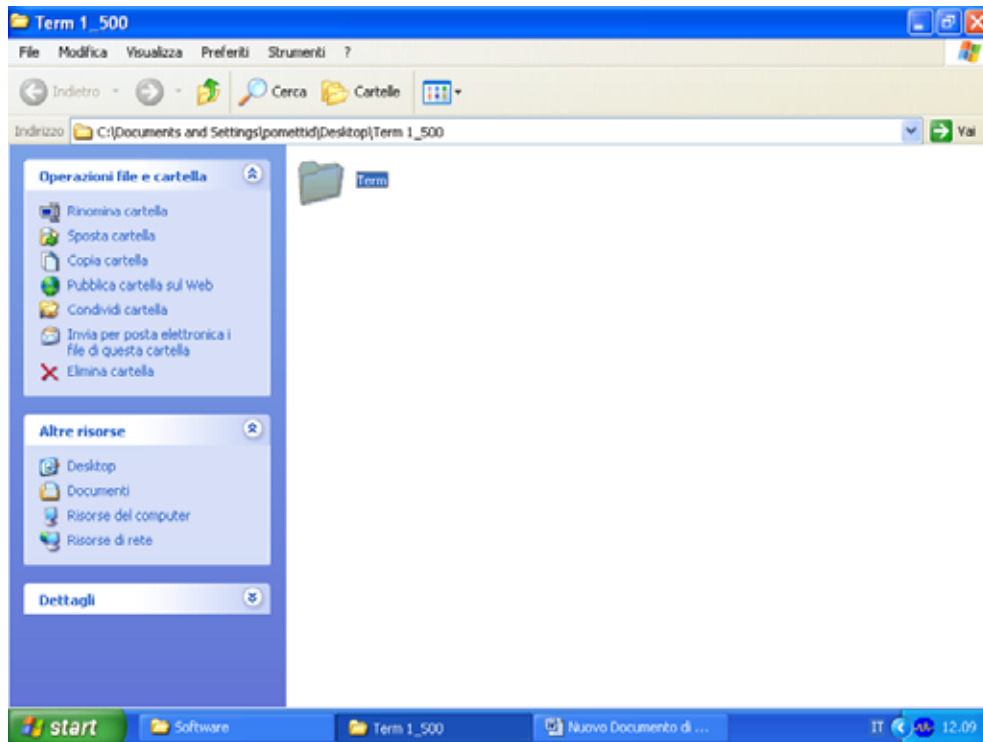 Term 1_500
File Modifica Visualizza Preferiti Strumenti ?
Indietro Cerca Cartelle
Indirizzo C:\Documents and Settings\pomettid\Desktop\Term 1_500 Vai
Operazioni file e cartella
Rinomina cartella
Sposta cartella
Copia cartella
Pubblica cartella sul Web
Condividi cartella
Invia per posta elettronica i
file di questa cartella
Elimina cartella
Altre risorse
Desktop
Documenti
Risorse del computer
Risorse di rete
Dettagli
Term
start Software Term 1_500 Nuovo Documento di ... IT 12.09